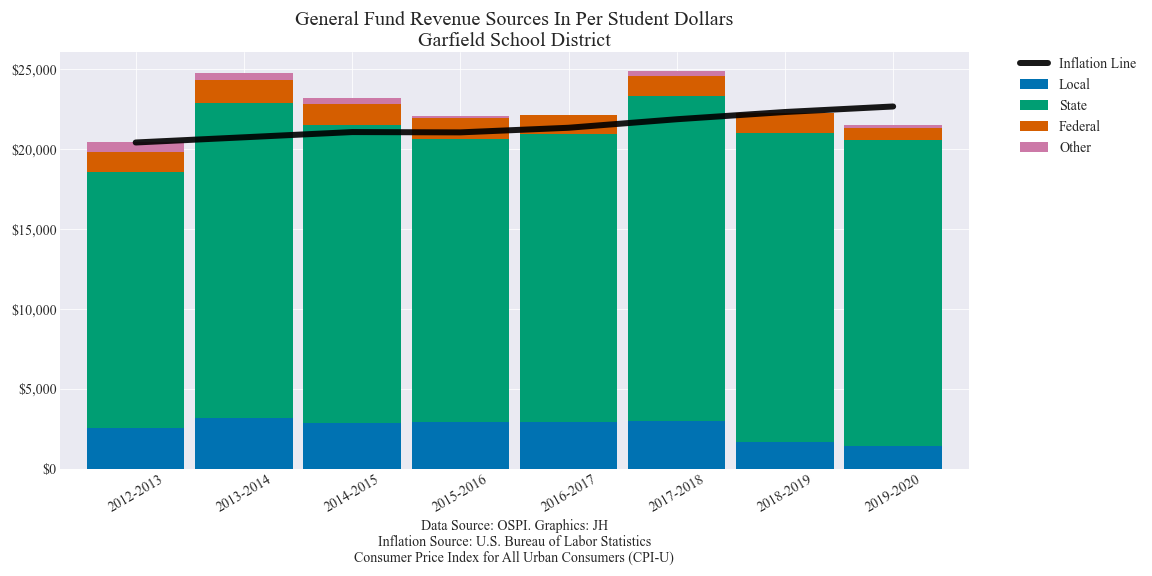 General Fund Revenue Sources In Per Student Dollars
Garfield School District
$25,000
$20,000
$15,000
$10,000
$5,000
$0
Inflation Line
Local
State
Federal
Other
2012-2013
2013-2014
2014-2015
2015-2016
2016-2017
2017-2018
2018-2019
2019-2020
Data Source: OSPI. Graphics: JH
Inflation Source: U.S. Bureau of Labor Statistics
Consumer Price Index for All Urban Consumers (CPI-U)